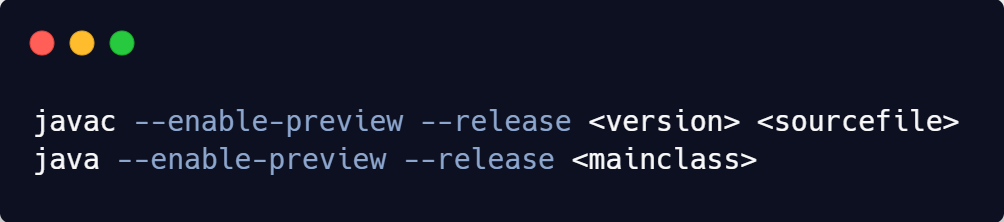 javac --enable-preview --release <version> <sourcefile>
java --enable-preview --release <mainclass>